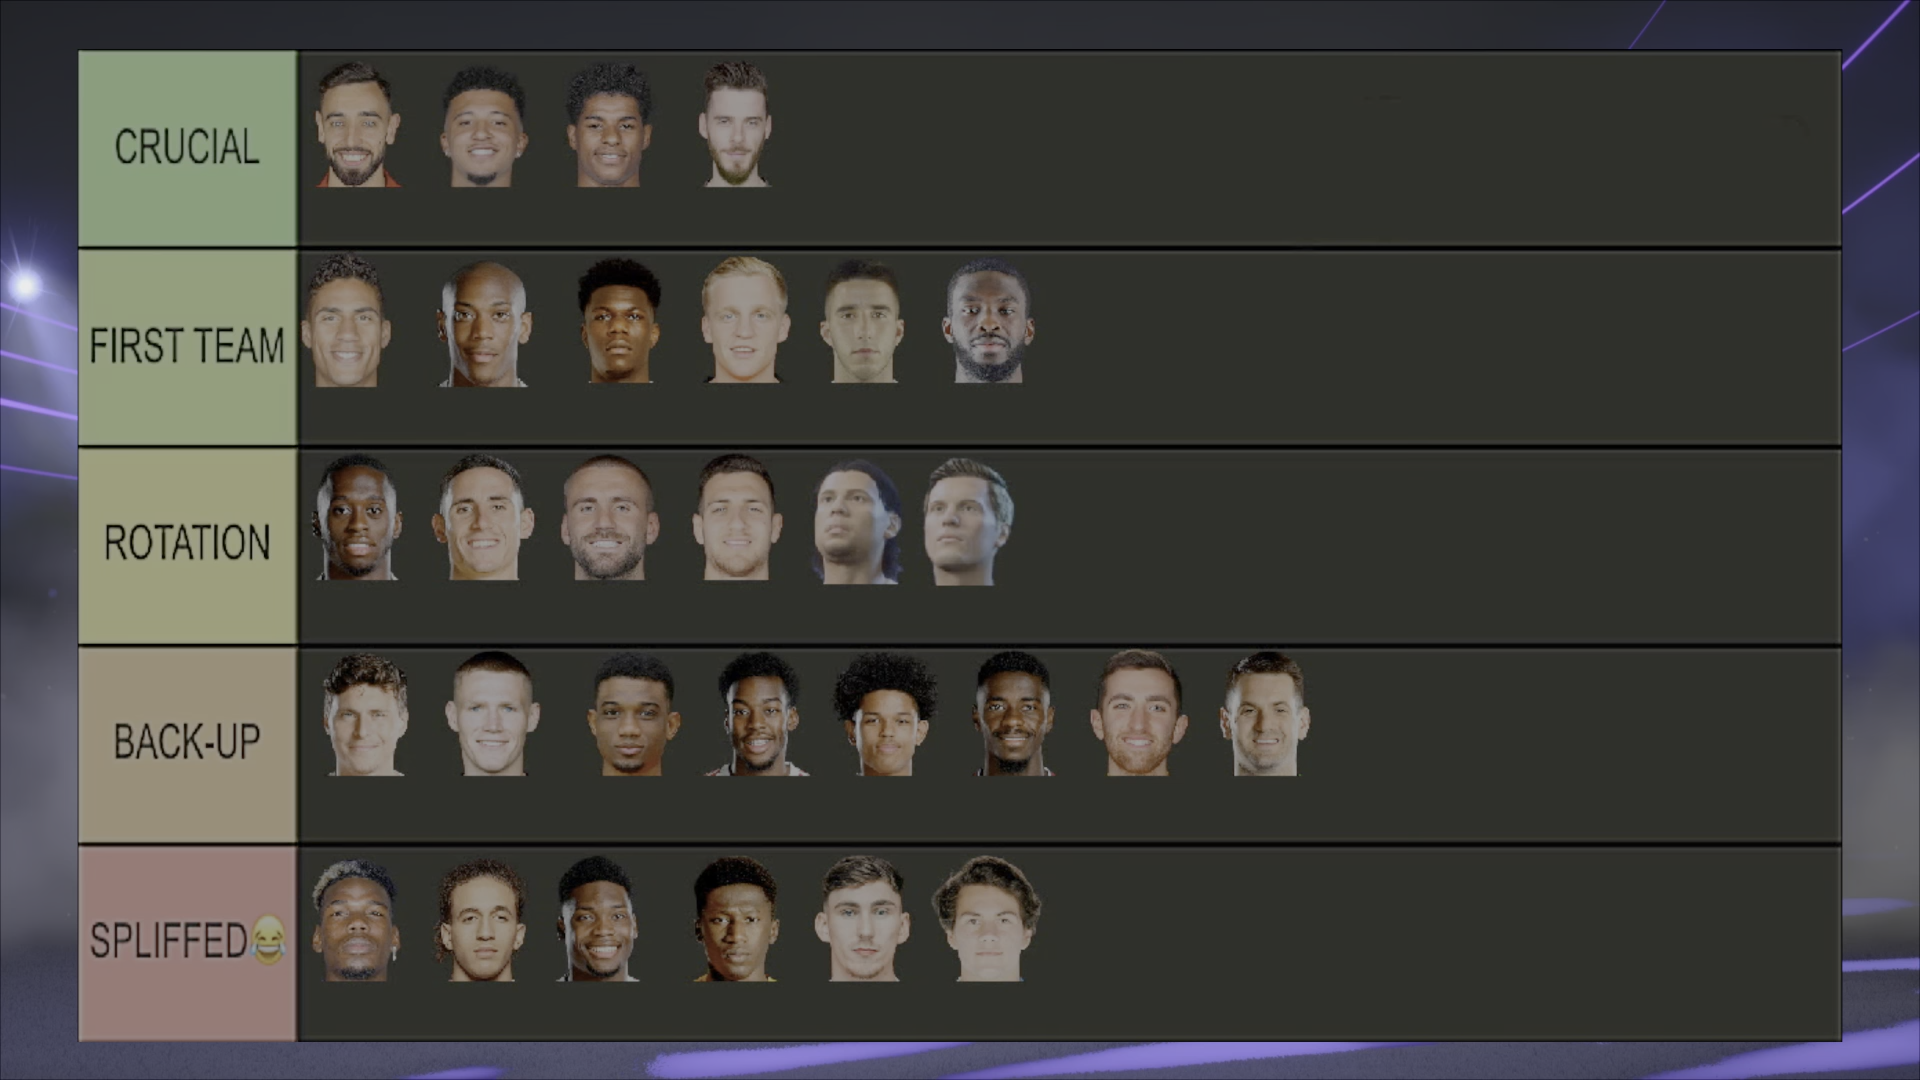 CRUCIAL
FIRST TEAM
ROTATION
BACK-UP
SPLIFFED😂